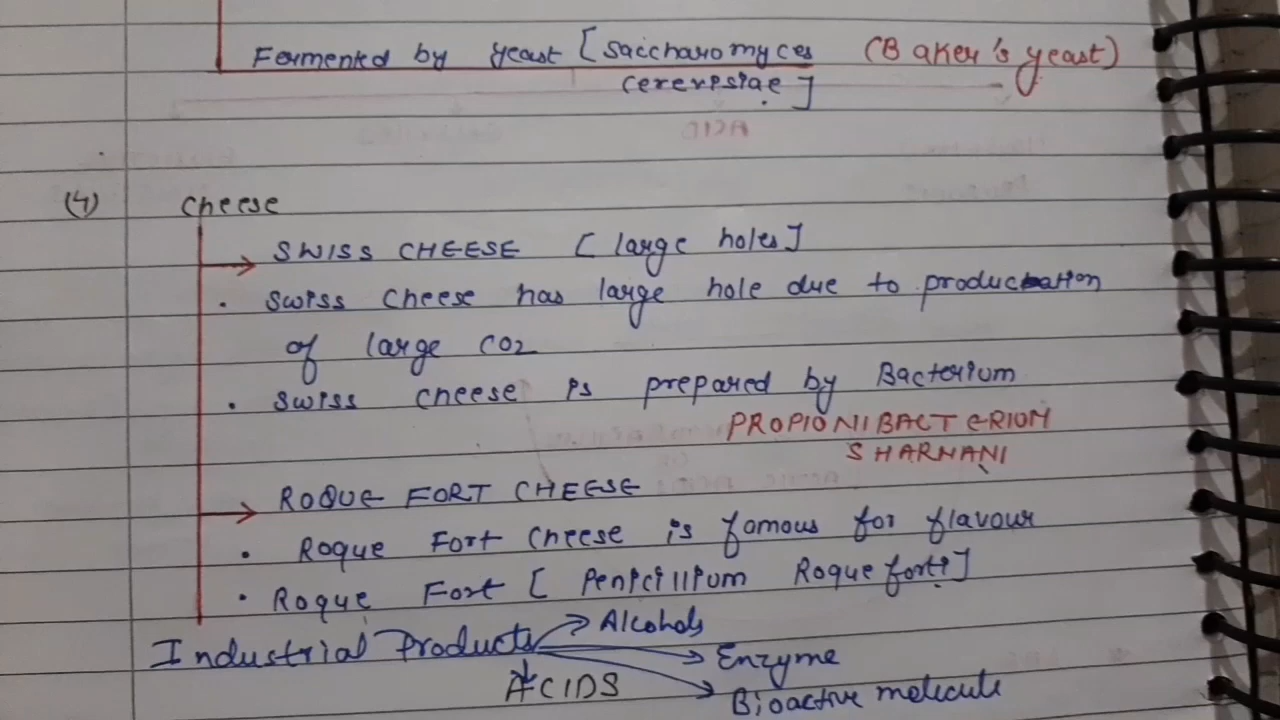 Fermented by yeast [Saccharomyces (Baker's yeast)
cerevisiae]
(4) Cheese
SWISS CHEESE [large holes]
• Swiss cheese has large hole due to production
of large CO2
• Swiss cheese is prepared by Bacterium
PROPIONIBACTERIUM
SHARMANI
ROQUE FORT CHEESE
• Roque Fort cheese is famous for flavour
• Roque Fort [Penicillium Roqueforti]
Industrial Products → Alcohols
→ Enzyme
ACIDS
Bioactive molecule